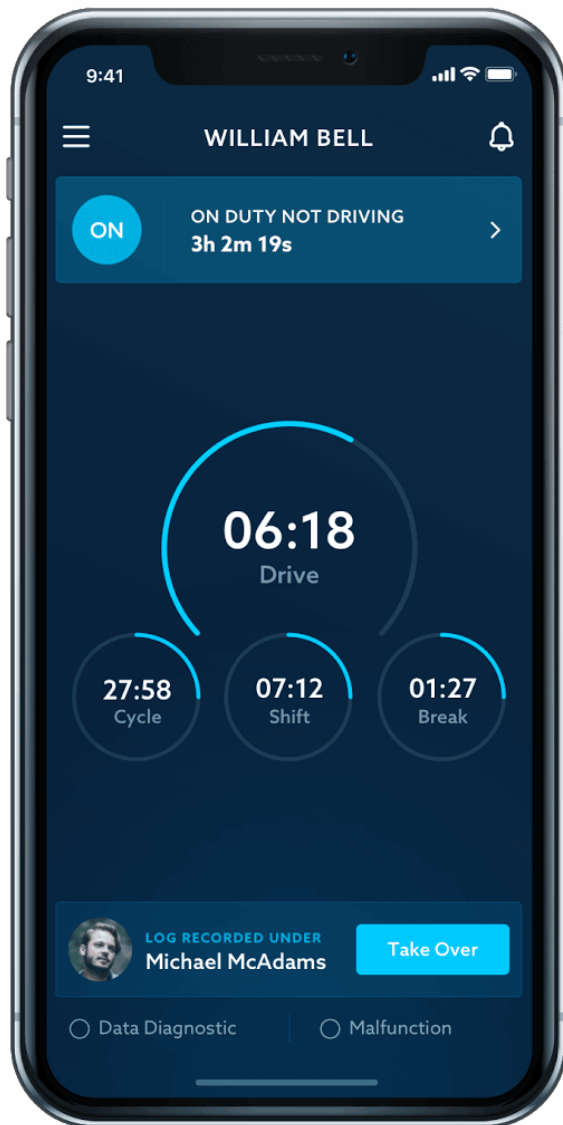 9:41
WILLIAM BELL
ON
ON DUTY NOT DRIVING
3h 2m 19s
06:18
Drive
27:58
Cycle
07:12
Shift
01:27
Break
LOG RECORDED UNDER
Michael McAdams
Take Over
Data Diagnostic
Malfunction